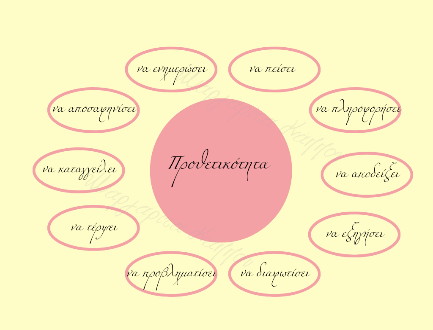 να ενημερώσει
να πείσει
να αποσαφηνίσει
να πληροφορήσει
να καταγγείλει
Προθετικότητα
να αποδείξει
να τέρψει
να εξηγήσει
να προβληματίσει
να διαφωτίσει